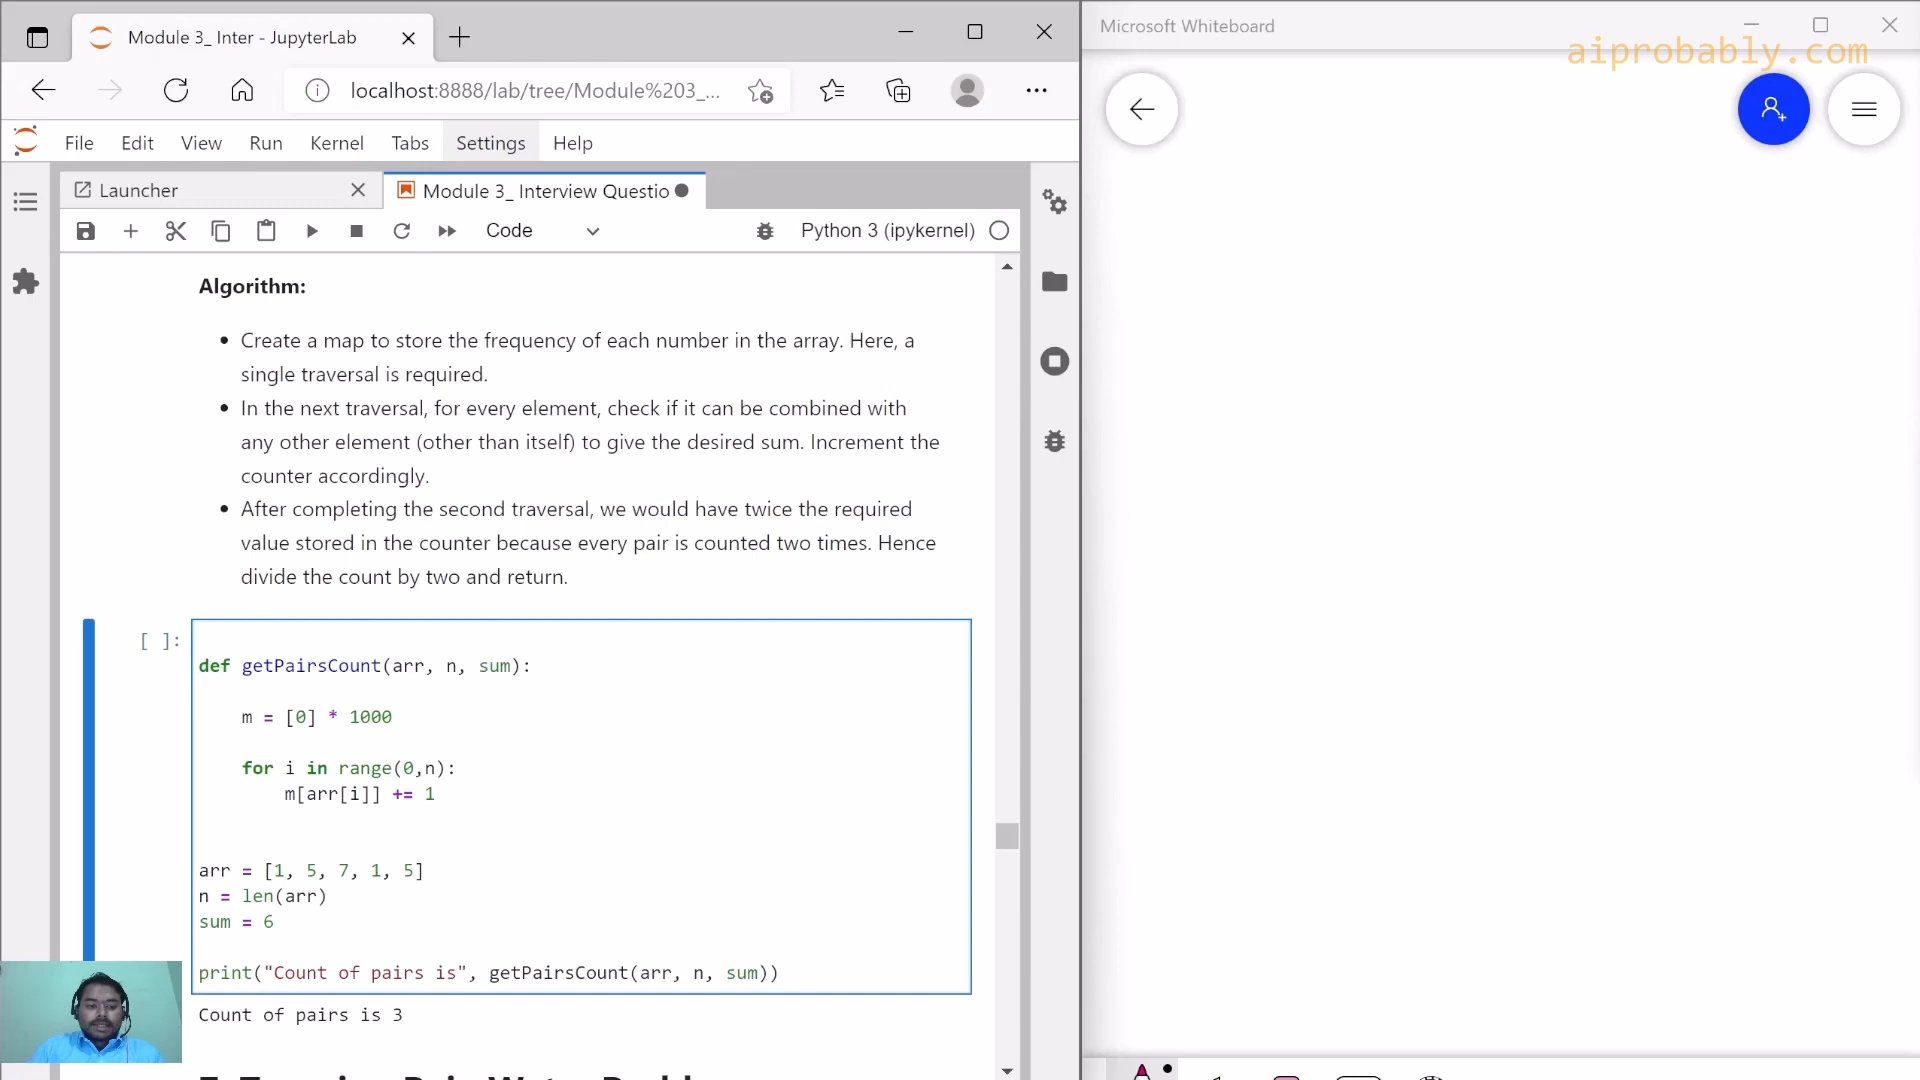 Module 3_ Inter - JupyterLab
Microsoft Whiteboard
aiprobably.com
localhost:8888/lab/tree/Module%203_...
File Edit View Run Kernel Tabs Settings Help
Launcher
Module 3_ Interview Questio
Code
Python 3 (ipykernel)
Algorithm:
Create a map to store the frequency of each number in the array. Here, a
single traversal is required.
In the next traversal, for every element, check if it can be combined with
any other element (other than itself) to give the desired sum. Increment the
counter accordingly.
After completing the second traversal, we would have twice the required
value stored in the counter because every pair is counted two times. Hence
divide the count by two and return.
[ ]:
def getPairsCount(arr, n, sum):
m = [0] * 1000
for i in range(0,n):
m[arr[i]] += 1
arr = [1, 5, 7, 1, 5]
n = len(arr)
sum = 6
print("Count of pairs is", getPairsCount(arr, n, sum))
Count of pairs is 3